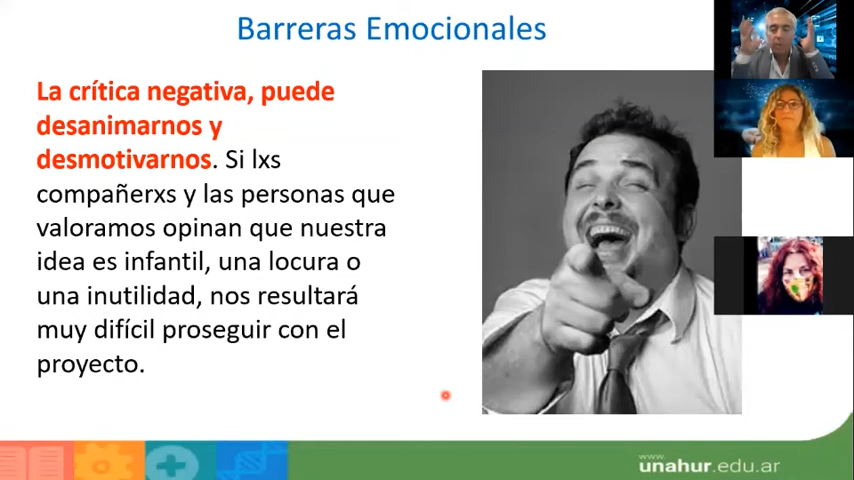 Barreras Emocionales
La crítica negativa, puede
desanimarnos y
desmotivarnos. Si lxs
compañerxs y las personas que
valoramos opinan que nuestra
idea es infantil, una locura o
una inutilidad, nos resultará
muy difícil proseguir con el
proyecto.
www.
unahur.edu.ar